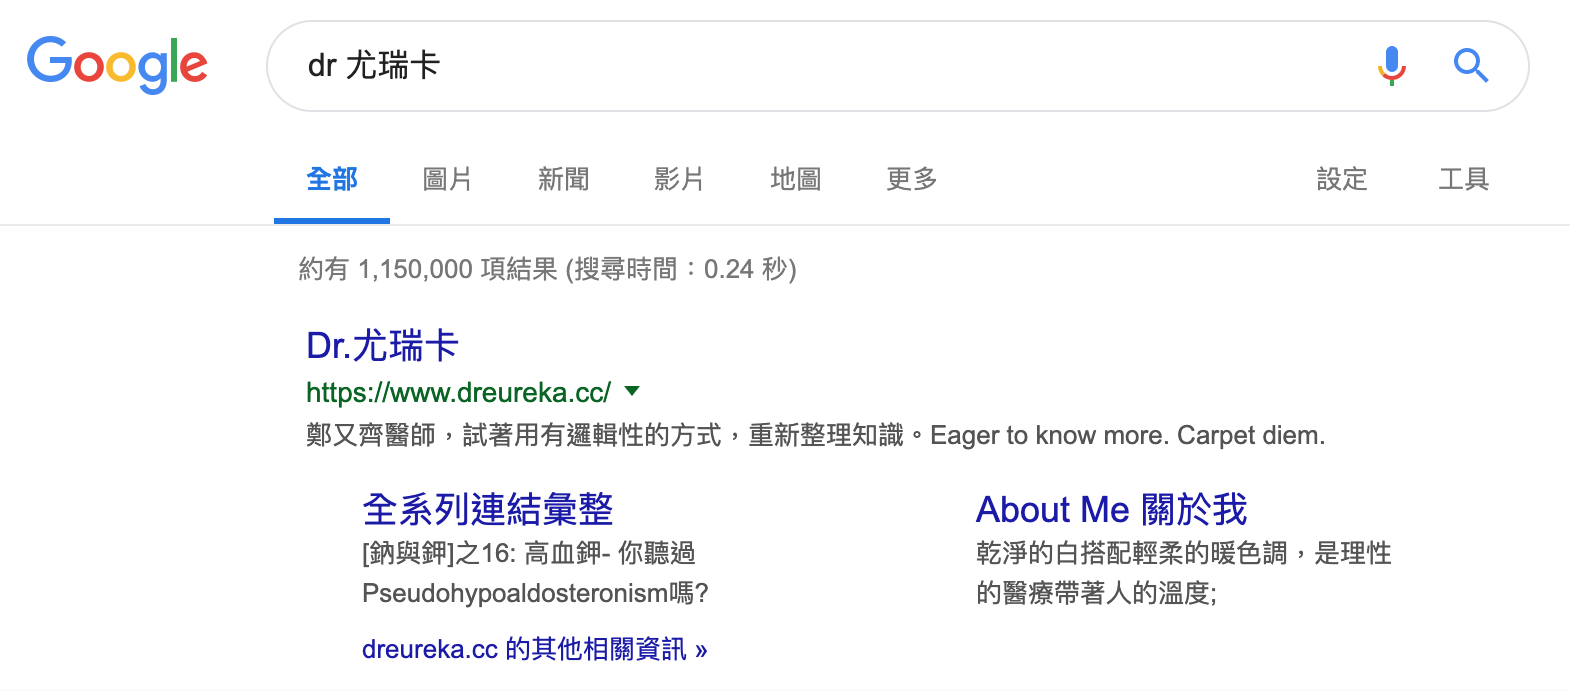 Google
dr 尤瑞卡
全部 圖片 新聞 影片 地圖 更多 設定 工具
約有 1,150,000 項結果 (搜尋時間：0.24 秒)
Dr.尤瑞卡
https://www.dreureka.cc/
鄭又齊醫師，試著用有邏輯性的方式，重新整理知識。Eager to know more. Carpet diem.
全系列連結彙整
[鈉與鉀]之16: 高血鉀- 你聽過
Pseudohypoaldosteronism嗎?
About Me 關於我
乾淨的白搭配輕柔的暖色調，是理性
的醫療帶著人的溫度;
dreureka.cc 的其他相關資訊 »